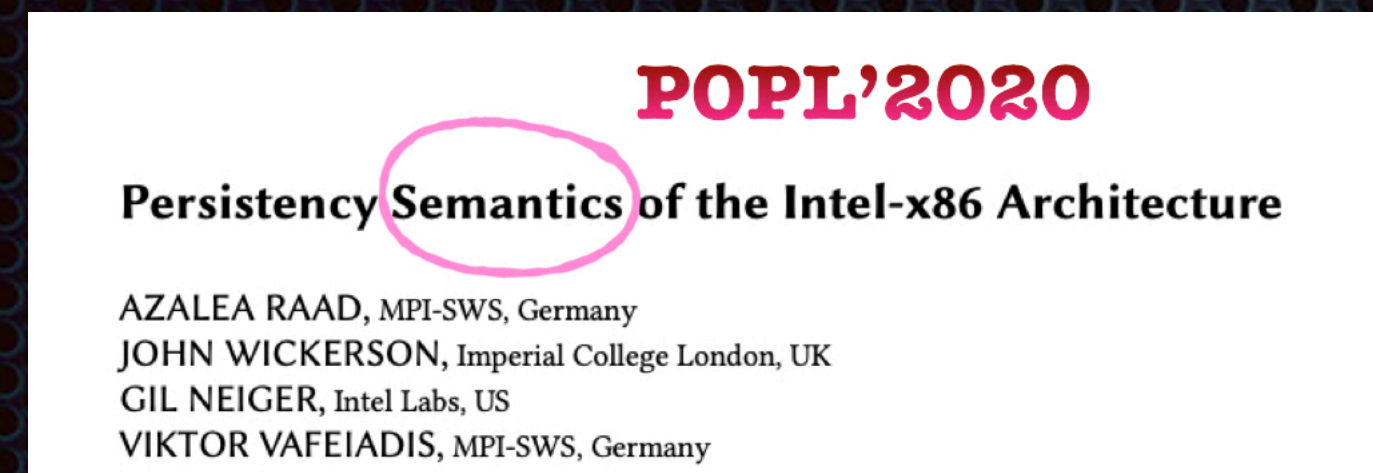 POPL’2020
Persistency Semantics of the Intel-x86 Architecture
AZALEA RAAD, MPI-SWS, Germany
JOHN WICKERSON, Imperial College London, UK
GIL NEIGER, Intel Labs, US
VIKTOR VAFEIADIS, MPI-SWS, Germany